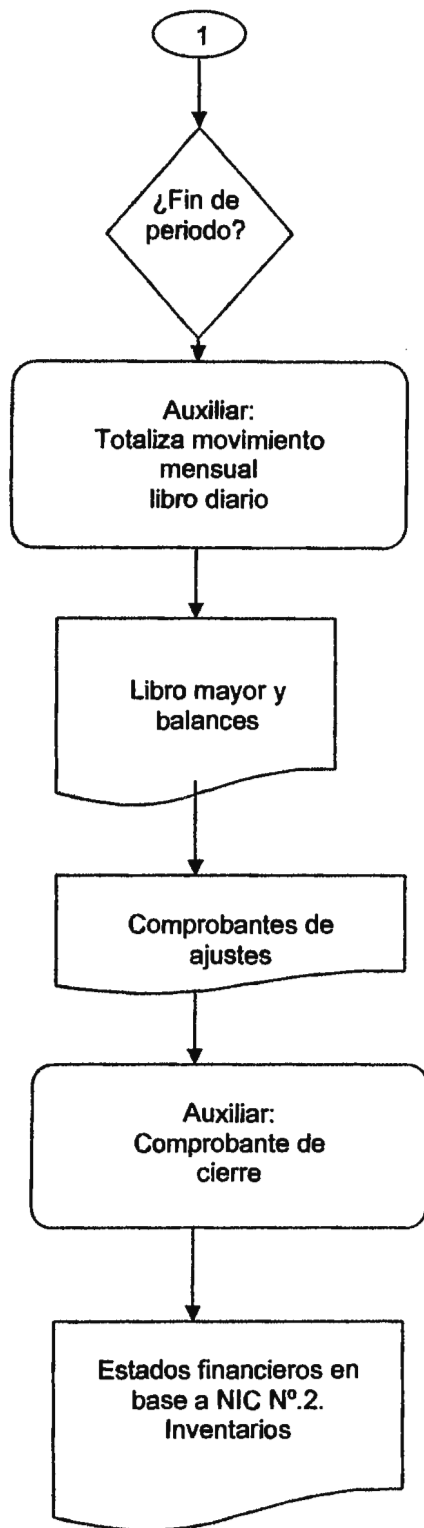 1
¿Fin de
periodo?
Auxiliar:
Totaliza movimiento
mensual
libro diario
Libro mayor y
balances
Comprobantes de
ajustes
Auxiliar:
Comprobante de
cierre
Estados financieros en
base a NIC Nº.2.
Inventarios